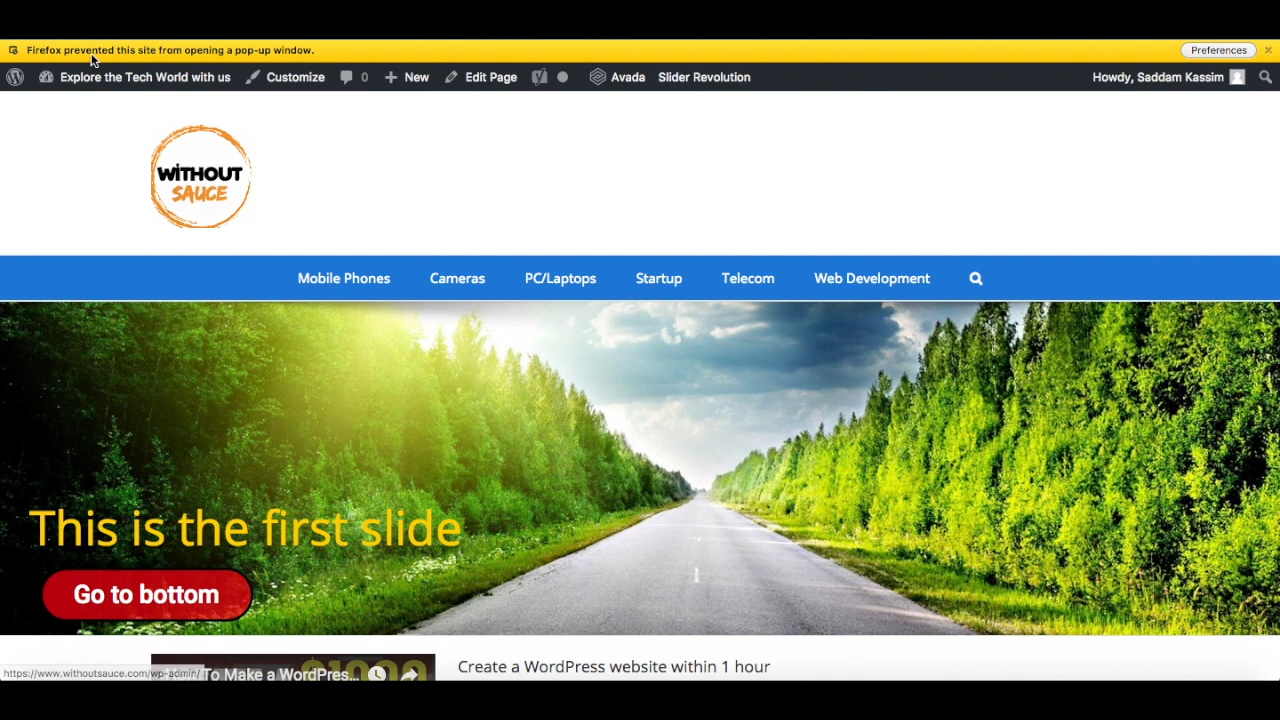 Firefox prevented this site from opening a pop-up window. Preferences
Explore the Tech World with us Customize 0 New Edit Page Avada Slider Revolution Howdy, Saddam Kassim
WiTHOUT
SAUCE
Mobile Phones Cameras PC/Laptops Startup Telecom Web Development
This is the first slide
Go to bottom
Create a WordPress website within 1 hour
To Make a WordPres...
https://www.withoutsauce.com/wp-admin/